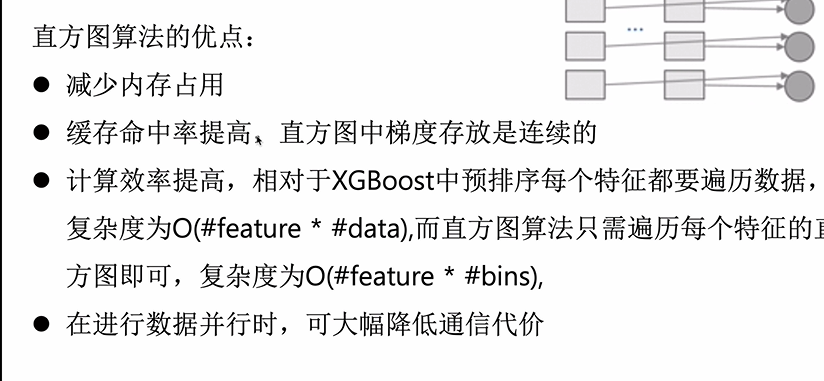 直方图算法的优点：
● 减少内存占用
● 缓存命中率提高、直方图中梯度存放是连续的
● 计算效率提高，相对于XGBoost中预排序每个特征都要遍历数据，
复杂度为O(#feature * #data),而直方图算法只需遍历每个特征的直
方图即可，复杂度为O(#feature * #bins),
● 在进行数据并行时，可大幅降低通信代价
...